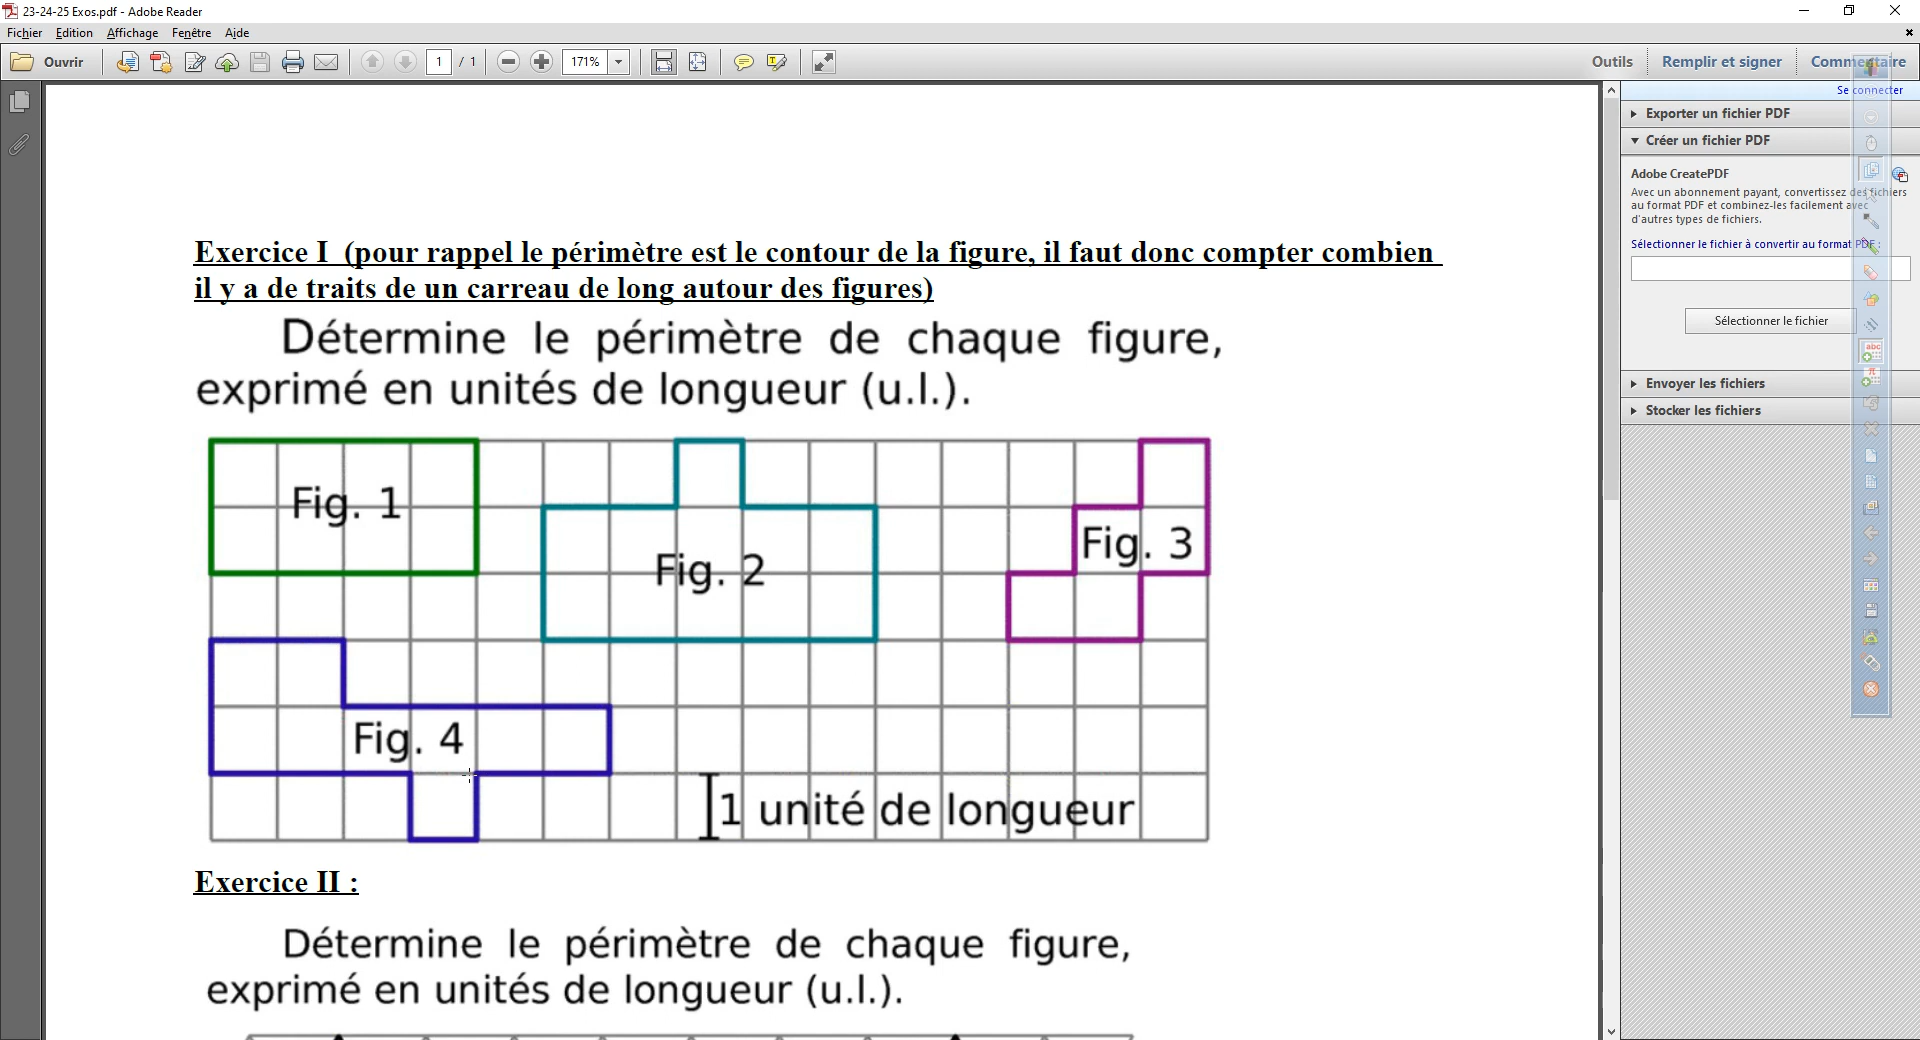 23-24-25 Exos.pdf - Adobe Reader
Fichier Edition Affichage Fenêtre Aide
Ouvrir 1 / 1 171% Outils Remplir et signer Commentaire
Se connecter
Exporter un fichier PDF
Créer un fichier PDF
Adobe CreatePDF
Avec un abonnement payant, convertissez des fichiers
au format PDF et combinez-les facilement avec
d'autres types de fichiers.
Sélectionner le fichier à convertir au format PDF :
Sélectionner le fichier
Envoyer les fichiers
Stocker les fichiers
Exercice I (pour rappel le périmètre est le contour de la figure, il faut donc compter combien
il y a de traits de un carreau de long autour des figures)
Détermine le périmètre de chaque figure,
exprimé en unités de longueur (u.l.).
Fig. 1
Fig. 2
Fig. 3
Fig. 4
1 unité de longueur
Exercice II :
Détermine le périmètre de chaque figure,
exprimé en unités de longueur (u.l.).